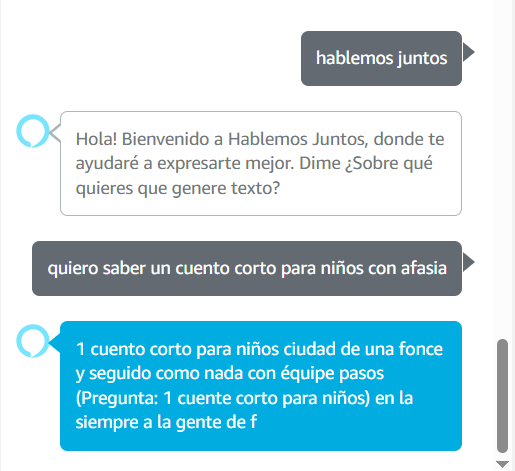 hablemos juntos
Hola! Bienvenido a Hablemos Juntos, donde te
ayudaré a expresarte mejor. Dime ¿Sobre qué
quieres que genere texto?
quiero saber un cuento corto para niños con afasia
1 cuento corto para niños ciudad de una fonce
y seguido como nada con équipe pasos
(Pregunta: 1 cuente corto para niños) en la
siempre a la gente de f